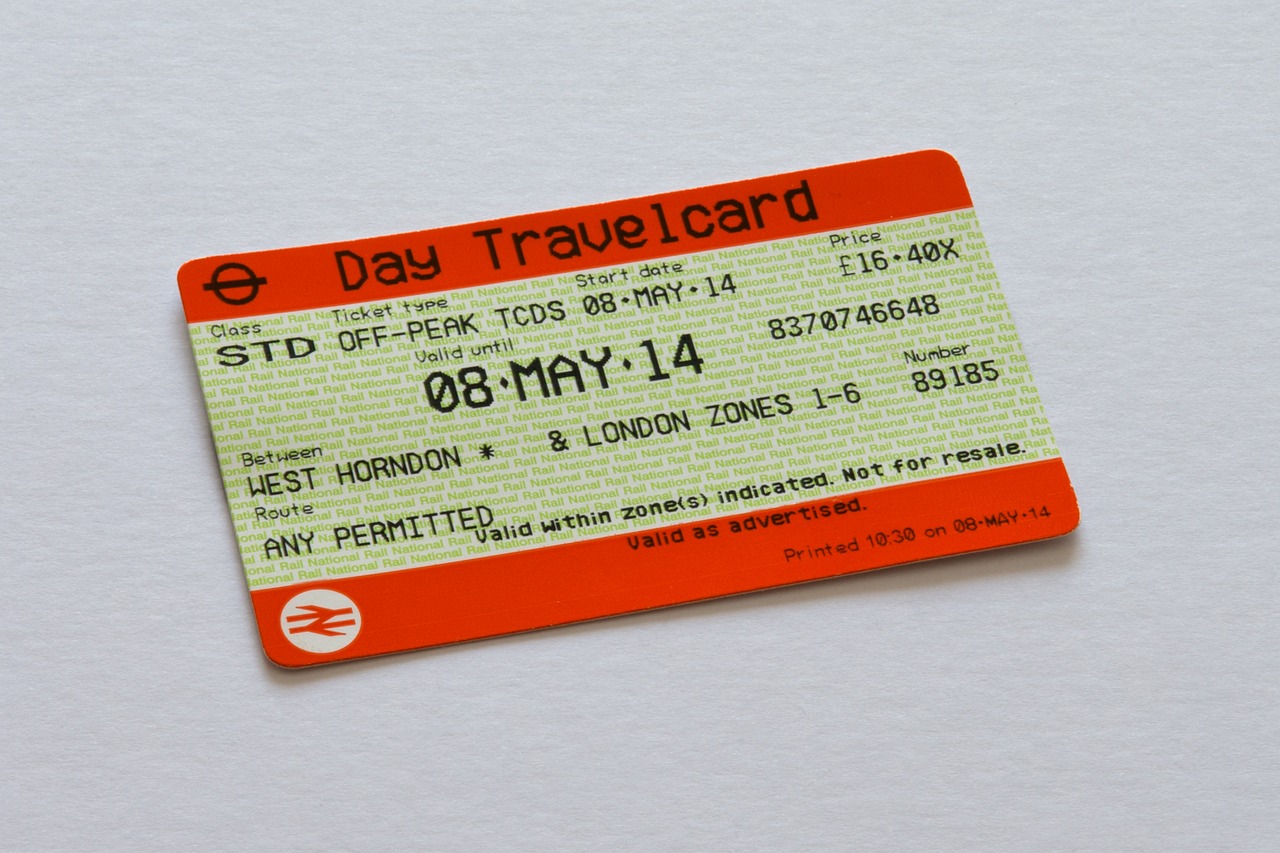 Day Travelcard
Class Ticket type Start date Price
STD OFF-PEAK TCDS 08·MAY·14 £16·40X
Valid until
08·MAY·14 8370746648
Between Number
WEST HORNDON * & LONDON ZONES 1-6 89185
Route
ANY PERMITTED
Valid within zone(s) indicated. Not for resale.
Valid as advertised.
Printed 10:30 on 08-MAY-14